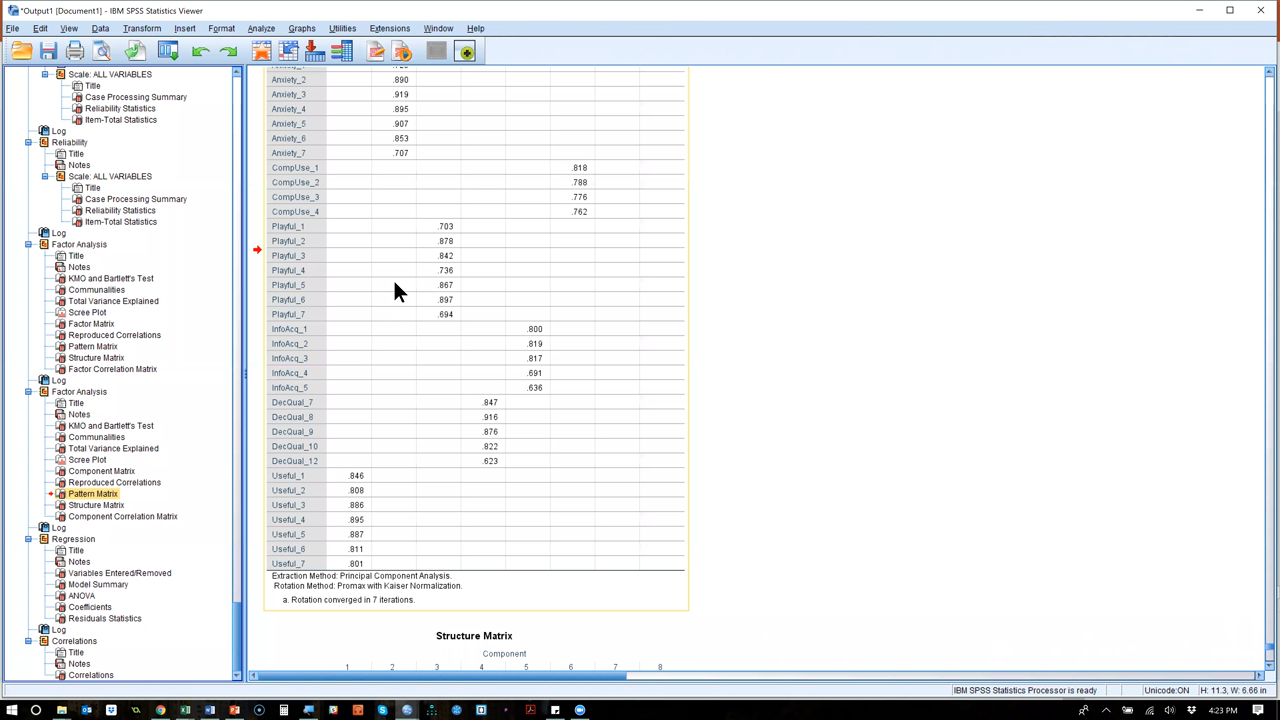 *Output1 [Document1] - IBM SPSS Statistics Viewer
File Edit View Data Transform Insert Format Analyze Graphs Utilities Extensions Window Help
Scale: ALL VARIABLES
Title
Case Processing Summary
Reliability Statistics
Item-Total Statistics
Log
Reliability
Title
Notes
Scale: ALL VARIABLES
Title
Case Processing Summary
Reliability Statistics
Item-Total Statistics
Log
Factor Analysis
Title
Notes
KMO and Bartlett's Test
Communalities
Total Variance Explained
Scree Plot
Factor Matrix
Reproduced Correlations
Pattern Matrix
Structure Matrix
Factor Correlation Matrix
Log
Factor Analysis
Title
Notes
KMO and Bartlett's Test
Communalities
Total Variance Explained
Scree Plot
Component Matrix
Reproduced Correlations
Pattern Matrix
Structure Matrix
Component Correlation Matrix
Log
Regression
Title
Notes
Variables Entered/Removed
Model Summary
ANOVA
Coefficients
Residuals Statistics
Log
Correlations
Title
Notes
Correlations
Anxiety_2 .890
Anxiety_3 .919
Anxiety_4 .895
Anxiety_5 .907
Anxiety_6 .853
Anxiety_7 .707
CompUse_1 .818
CompUse_2 .788
CompUse_3 .776
CompUse_4 .762
Playful_1 .703
Playful_2 .878
Playful_3 .842
Playful_4 .736
Playful_5 .867
Playful_6 .897
Playful_7 .694
InfoAcq_1 .800
InfoAcq_2 .819
InfoAcq_3 .817
InfoAcq_4 .691
InfoAcq_5 .636
DecQual_7 .847
DecQual_8 .916
DecQual_9 .876
DecQual_10 .822
DecQual_12 .623
Useful_1 .846
Useful_2 .808
Useful_3 .886
Useful_4 .895
Useful_5 .887
Useful_6 .811
Useful_7 .801
Extraction Method: Principal Component Analysis.
Rotation Method: Promax with Kaiser Normalization.
a. Rotation converged in 7 iterations.
Structure Matrix
Component
1 2 3 4 5 6 7 8
IBM SPSS Statistics Processor is ready Unicode:ON H: 11.3, W: 6.66 in
4:23 PM